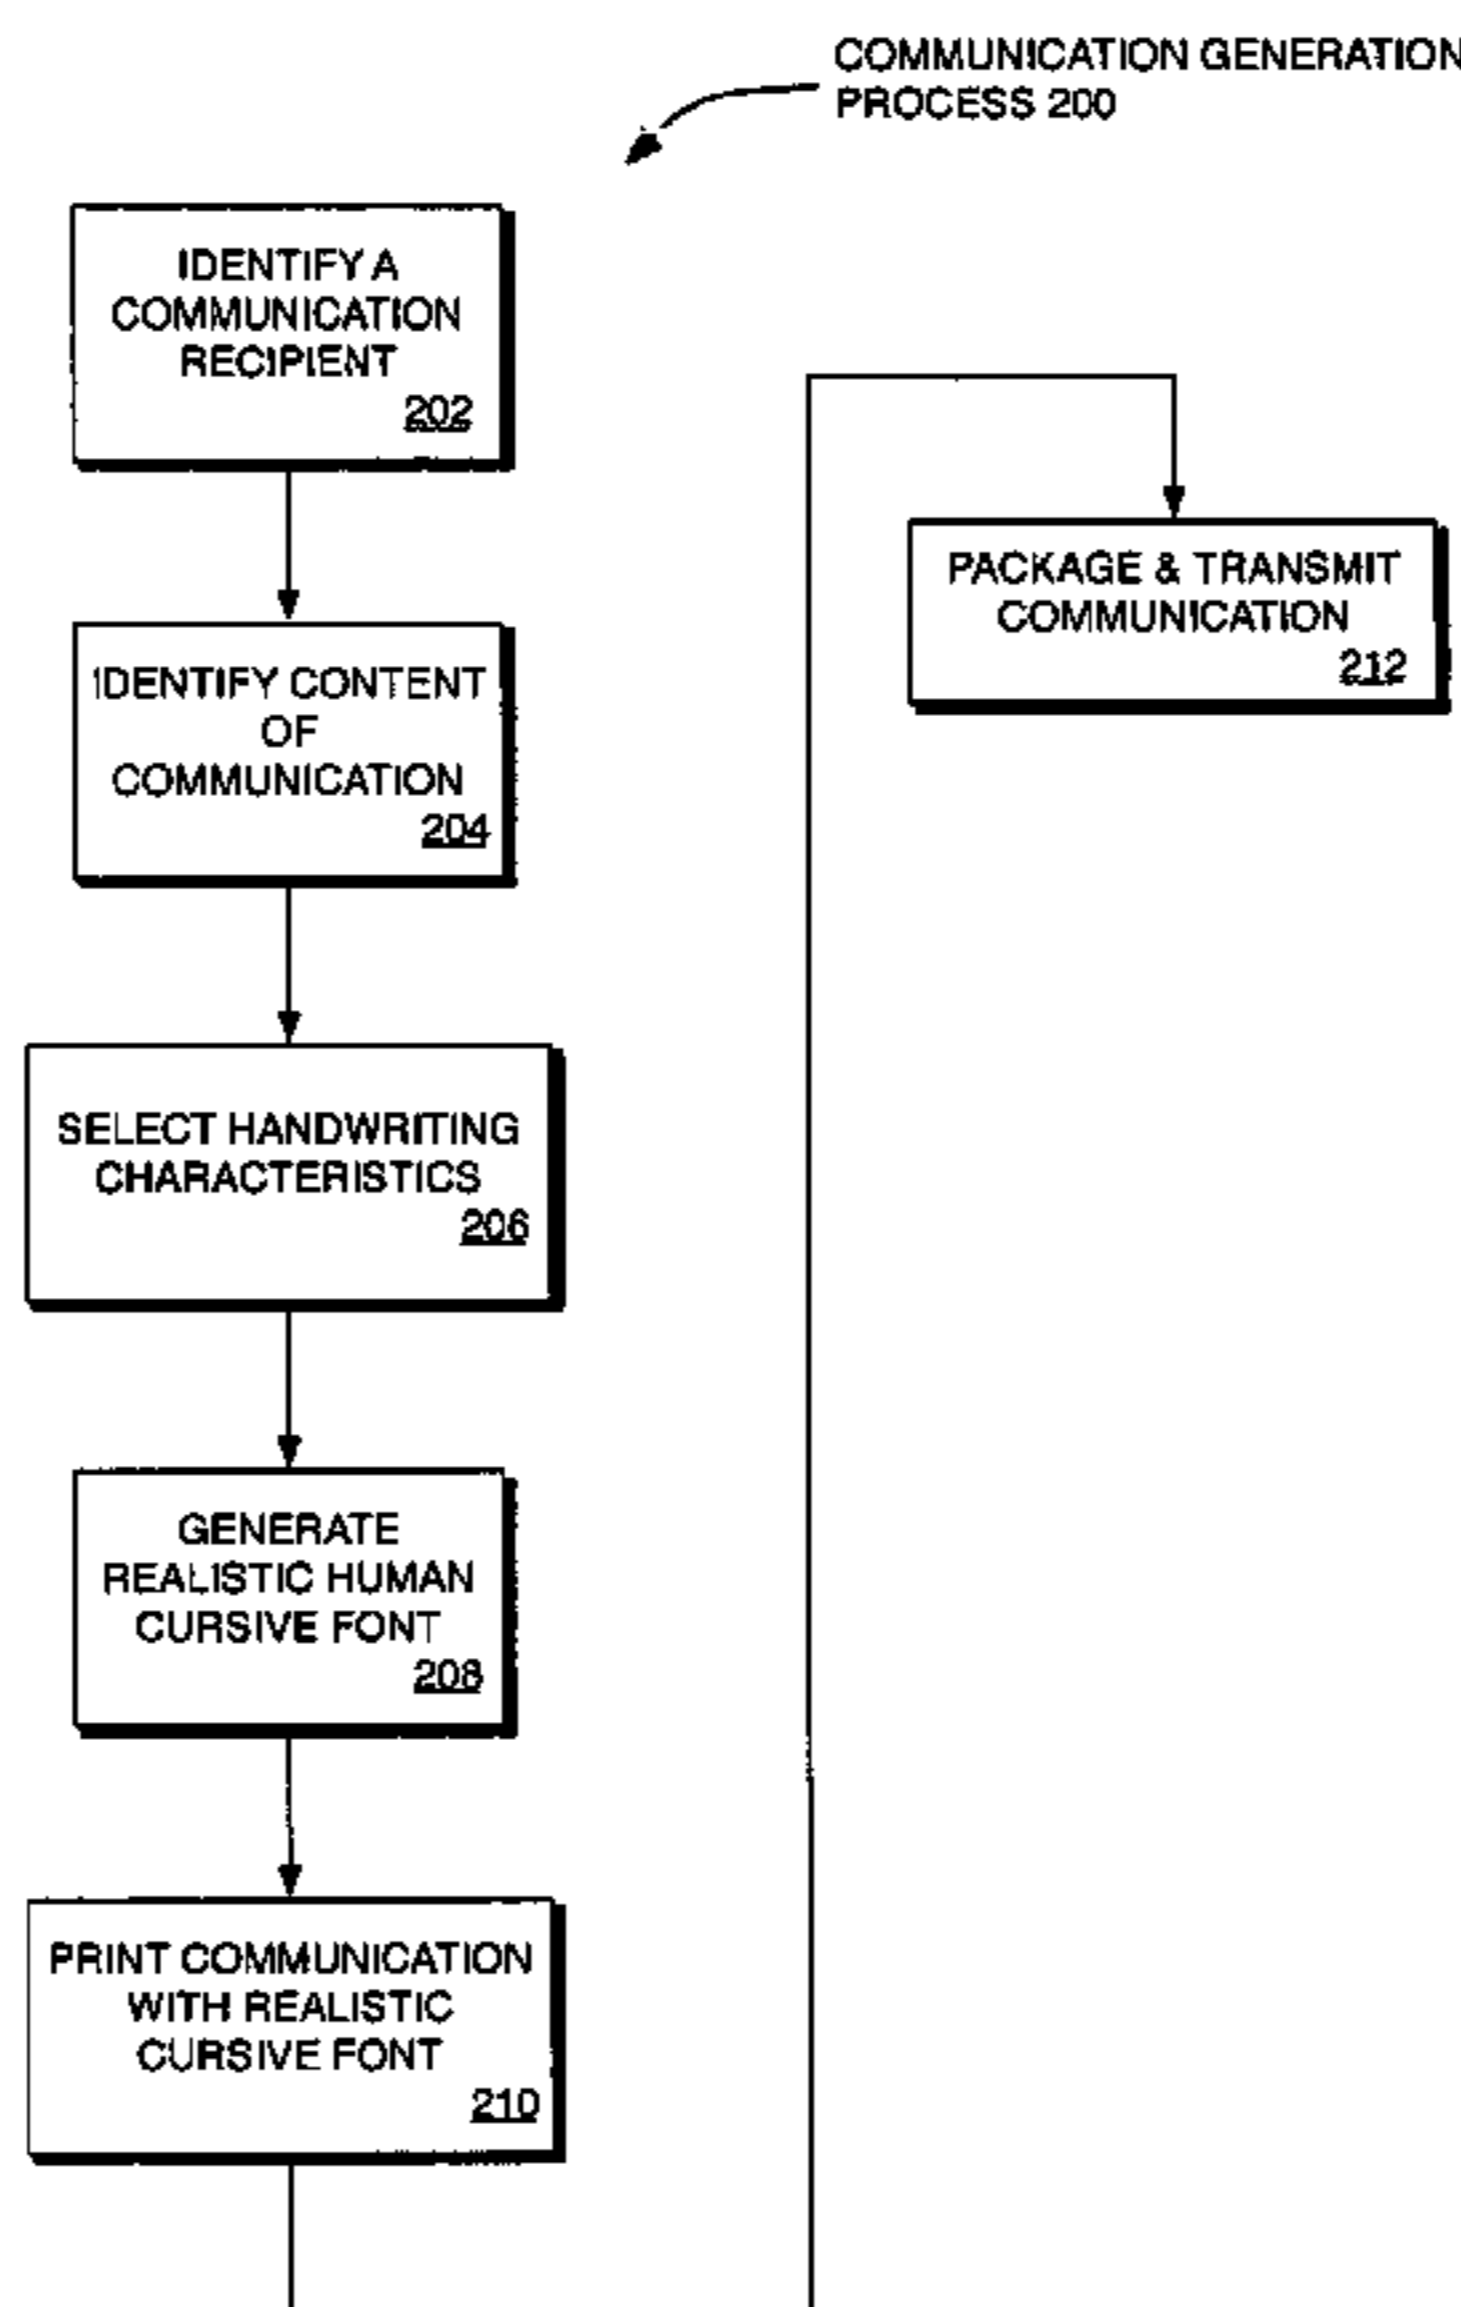 COMMUNICATION GENERATION
PROCESS 200
IDENTIFY A
COMMUNICATION
RECIPIENT
202
IDENTIFY CONTENT
OF
COMMUNICATION
204
SELECT HANDWRITING
CHARACTERISTICS
206
GENERATE
REALISTIC HUMAN
CURSIVE FONT
208
PRINT COMMUNICATION
WITH REALISTIC
CURSIVE FONT
210
PACKAGE & TRANSMIT
COMMUNICATION
212